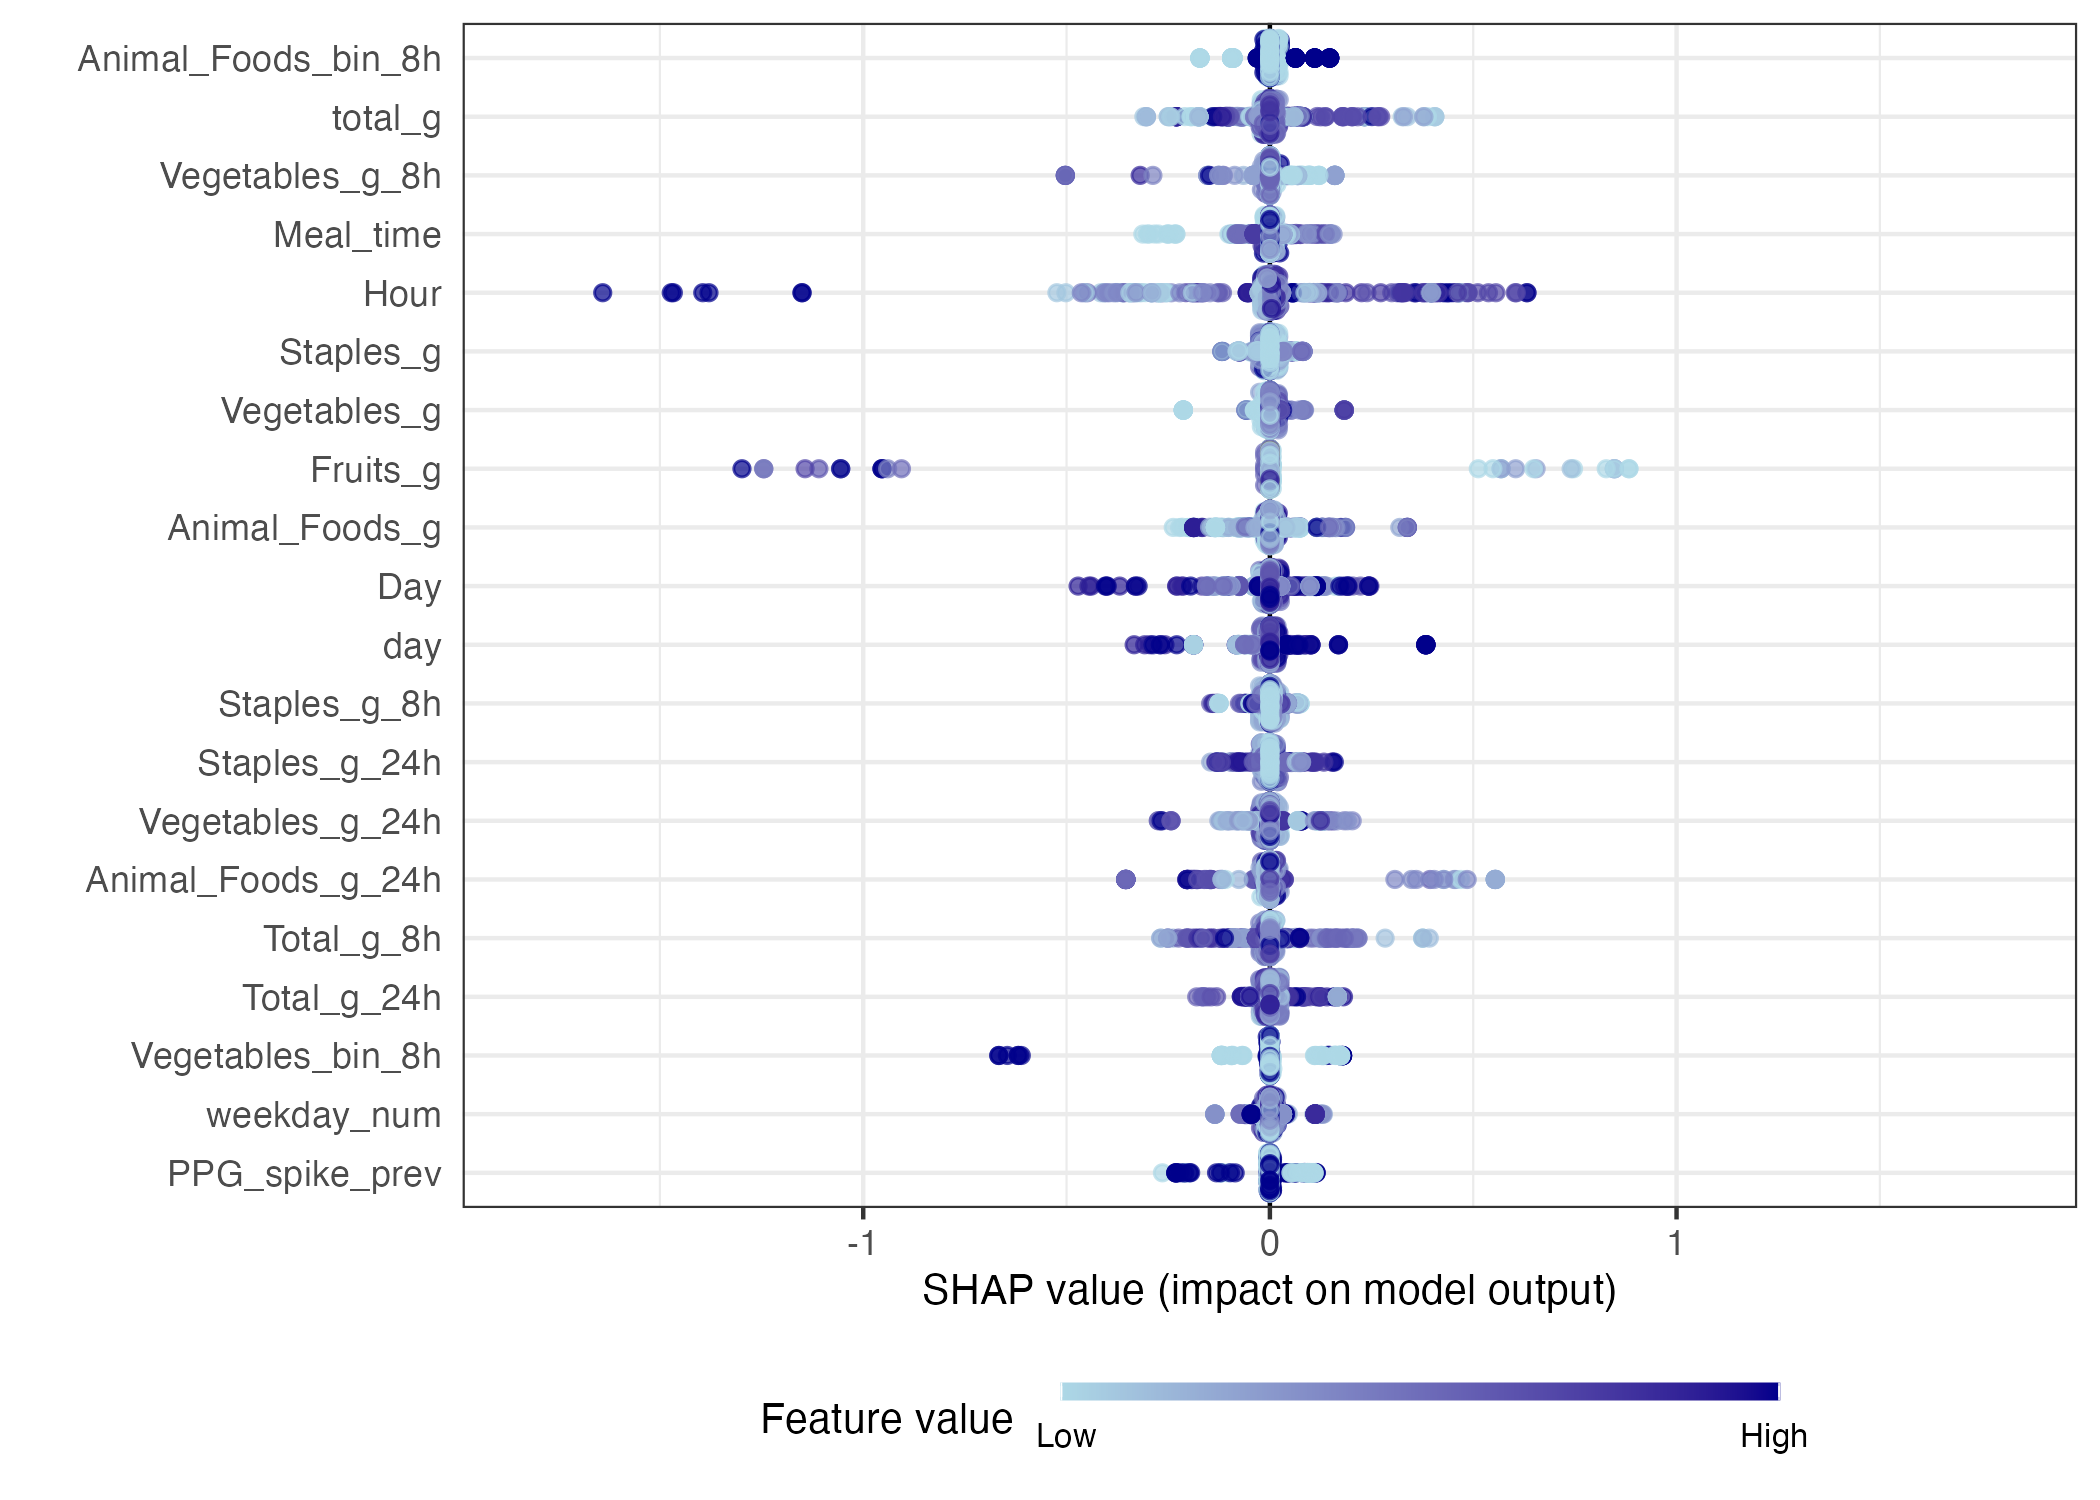 Animal_Foods_bin_8h
total_g
Vegetables_g_8h
Meal_time
Hour
Staples_g
Vegetables_g
Fruits_g
Animal_Foods_g
Day
day
Staples_g_8h
Staples_g_24h
Vegetables_g_24h
Animal_Foods_g_24h
Total_g_8h
Total_g_24h
Vegetables_bin_8h
weekday_num
PPG_spike_prev
-1 0 1
SHAP value (impact on model output)
Feature value
Low High